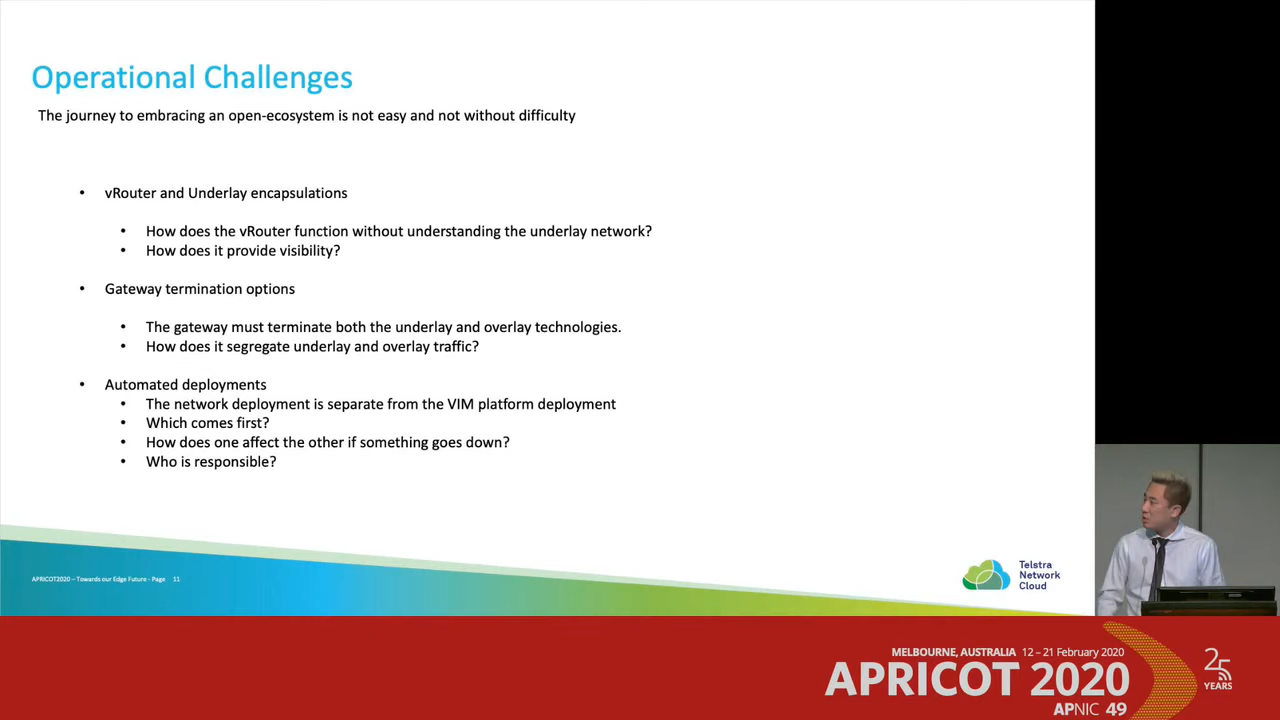 Operational Challenges
The journey to embracing an open-ecosystem is not easy and not without difficulty
• vRouter and Underlay encapsulations
• How does the vRouter function without understanding the underlay network?
• How does it provide visibility?
• Gateway termination options
• The gateway must terminate both the underlay and overlay technologies.
• How does it segregate underlay and overlay traffic?
• Automated deployments
• The network deployment is separate from the VIM platform deployment
• Which comes first?
• How does one affect the other if something goes down?
• Who is responsible?
APRICOT2020 – Towards our Edge Future - Page 11
Telstra
Network
Cloud
MELBOURNE, AUSTRALIA 12 – 21 February 2020
APRICOT 2020
APNIC 49
25
YEARS